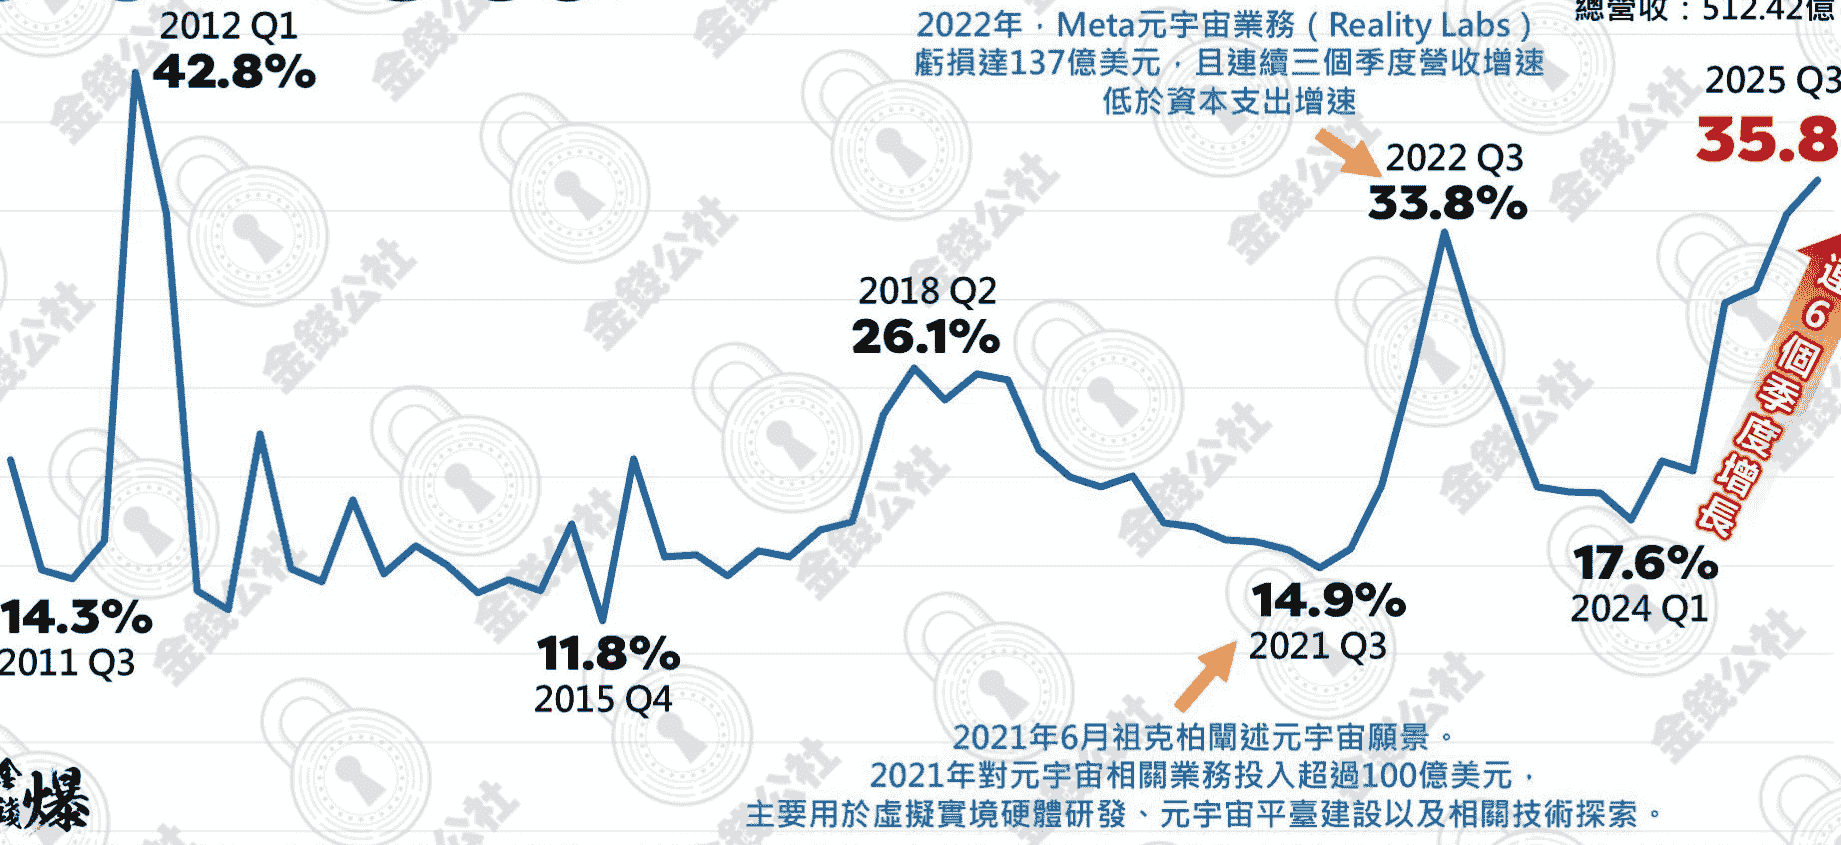 2012 Q1
42.8%
2022年，Meta元宇宙業務（Reality Labs）
虧損達137億美元，且連續三個季度營收增速
低於資本支出增速
總營收：512.42億
2025 Q3
35.8
2022 Q3
33.8%
2018 Q2
26.1%
連6個季度增長
14.3%
2011 Q3
11.8%
2015 Q4
14.9%
2021 Q3
17.6%
2024 Q1
2021年6月祖克柏闡述元宇宙願景。
2021年對元宇宙相關業務投入超過100億美元，
主要用於虛擬實境硬體研發、元宇宙平臺建設以及相關技術探索。
金錢爆
金錢公社